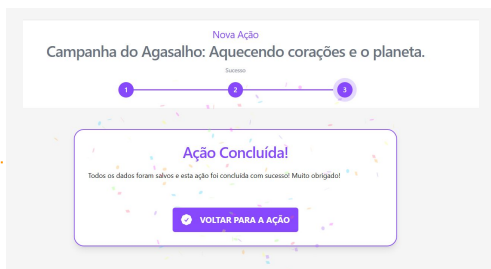 Nova Ação
Campanha do Agasalho: Aquecendo corações e o planeta.
Sucesso
1 2 3
Ação Concluída!
Todos os dados foram salvos e esta ação foi concluída com sucesso! Muito obrigado!
VOLTAR PARA A AÇÃO